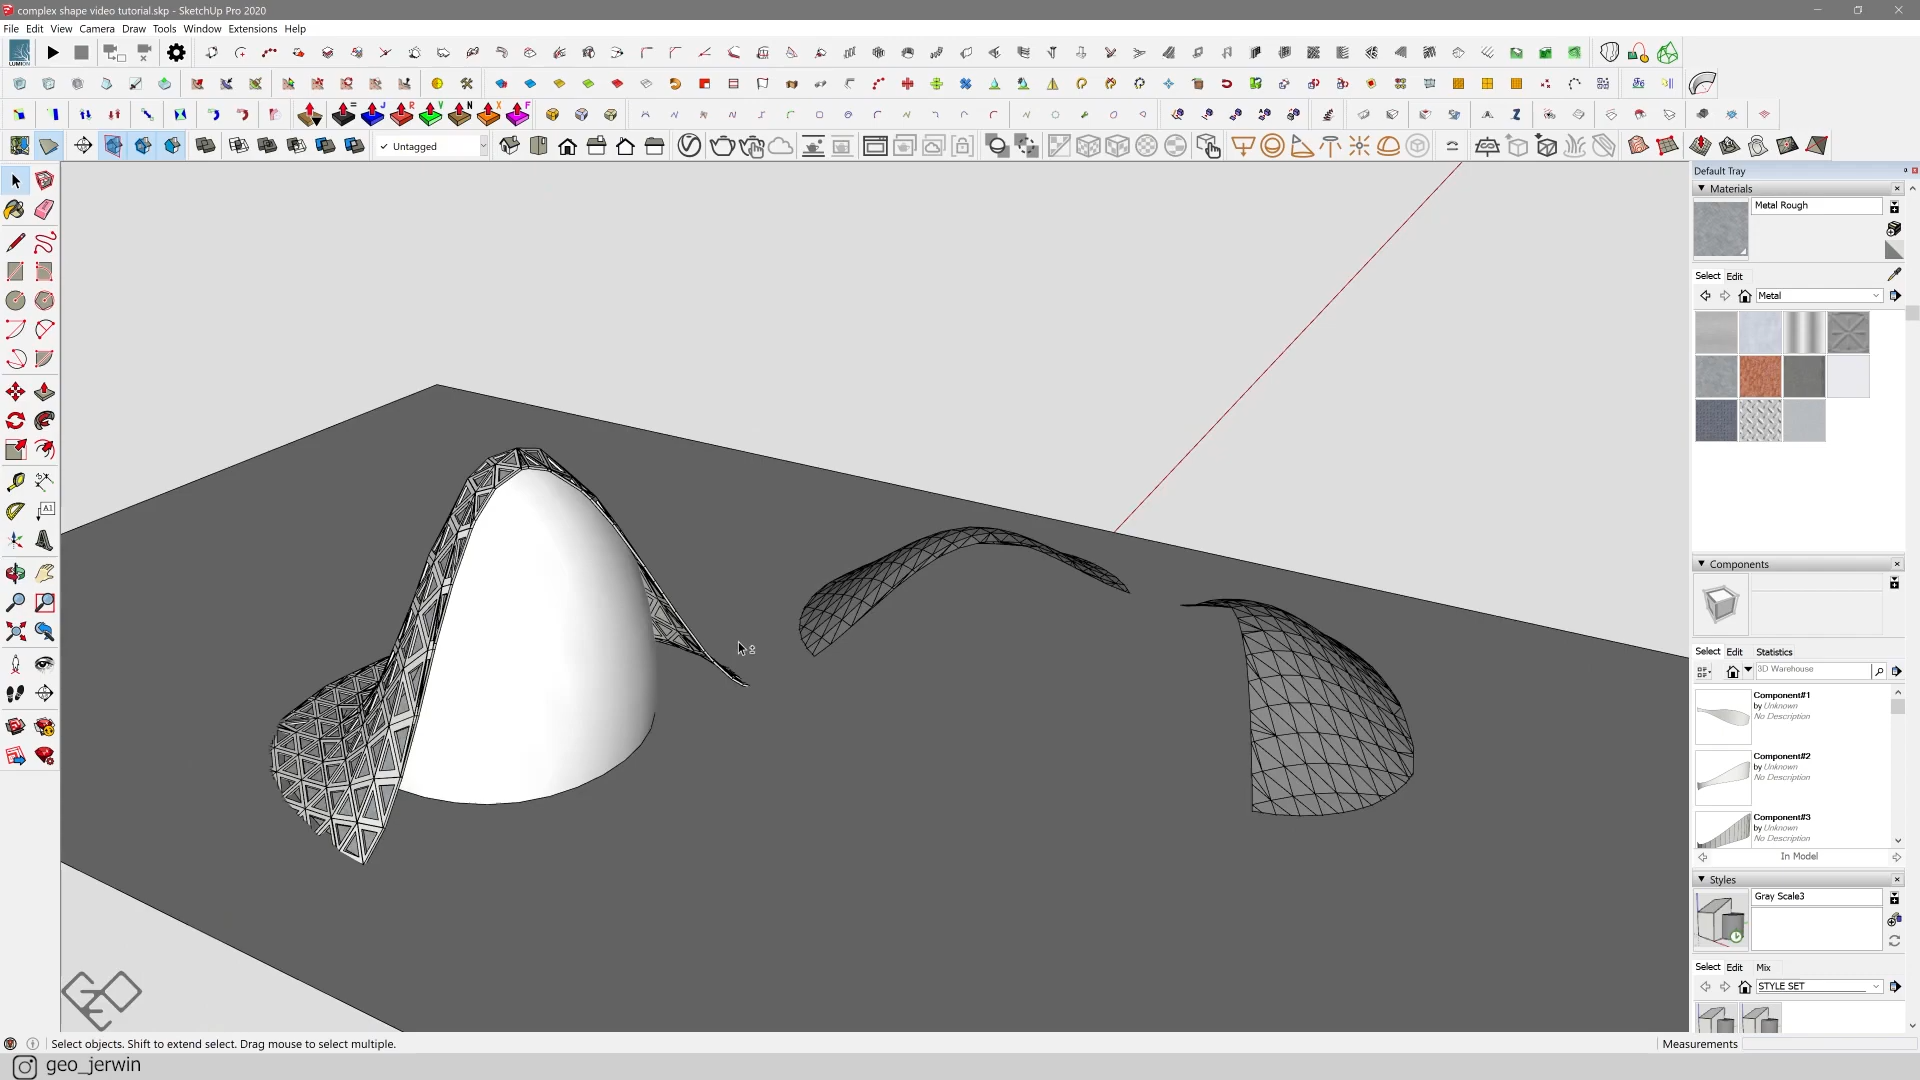 complex shape video tutorial.skp - SketchUp Pro 2020
File Edit View Camera Draw Tools Window Extensions Help
LUMION
= J R V N X F
Untagged
A1
Default Tray
Materials
Metal Rough
Select Edit
Metal
Components
Select Edit Statistics
3D Warehouse
Component#1
by Unknown
No Description
Component#2
by Unknown
No Description
Component#3
by Unknown
No Description
In Model
Styles
Gray Scale3
Select Edit Mix
STYLE SET
Select objects. Shift to extend select. Drag mouse to select multiple.
Measurements
geo_jerwin